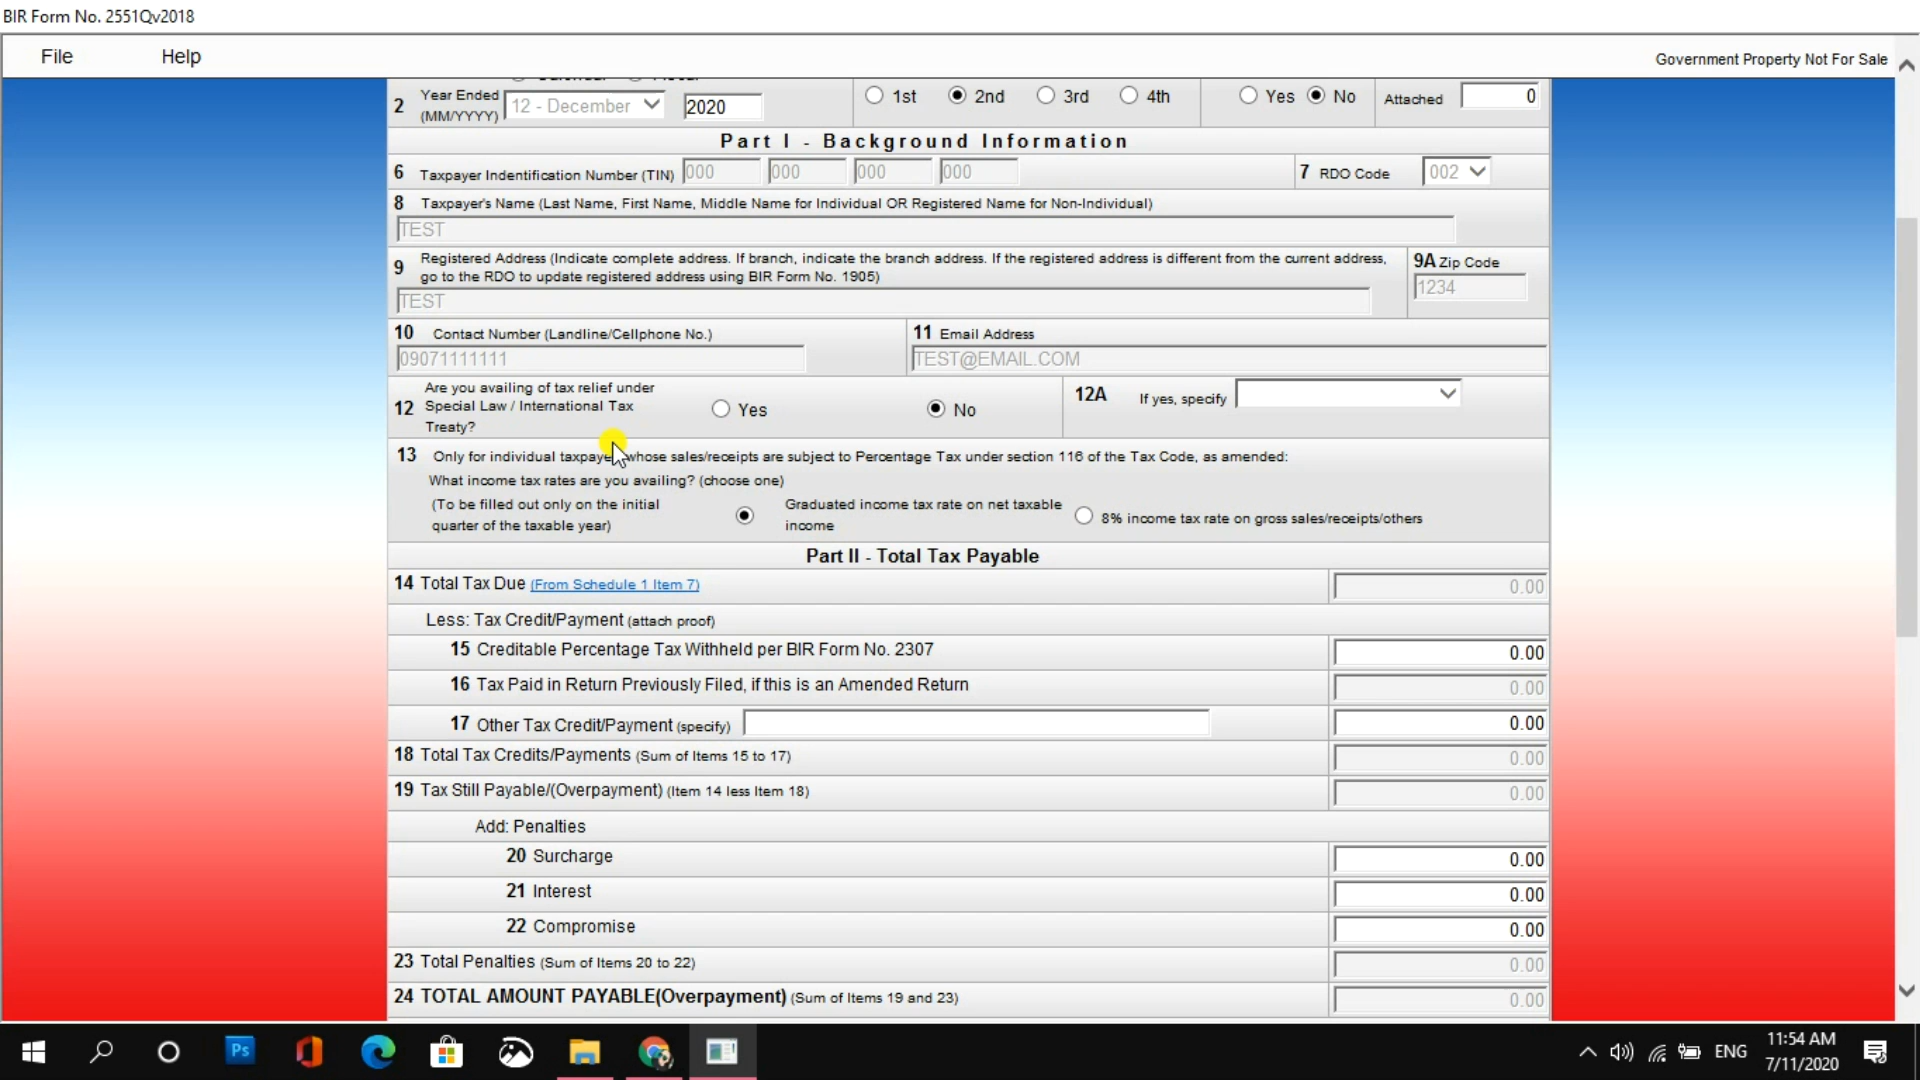 BIR Form No. 2551Qv2018
File Help Government Property Not For Sale
2 Year Ended (MM/YYYY) 12 - December 2020 1st 2nd 3rd 4th Yes No Attached 0
Part I - Background Information
6 Taxpayer Indentification Number (TIN) 000 000 000 000 7 RDO Code 002
8 Taxpayer's Name (Last Name, First Name, Middle Name for Individual OR Registered Name for Non-Individual)
TEST
9 Registered Address (Indicate complete address. If branch, indicate the branch address. If the registered address is different from the current address,
go to the RDO to update registered address using BIR Form No. 1905)
TEST
9A Zip Code
1234
10 Contact Number (Landline/Cellphone No.)
09071111111
11 Email Address
TEST@EMAIL.COM
12 Are you availing of tax relief under
Special Law / International Tax
Treaty?
Yes No
12A If yes, specify
13 Only for individual taxpayer whose sales/receipts are subject to Percentage Tax under section 116 of the Tax Code, as amended:
What income tax rates are you availing? (choose one)
(To be filled out only on the initial
quarter of the taxable year)
Graduated income tax rate on net taxable
income
8% income tax rate on gross sales/receipts/others
Part II - Total Tax Payable
14 Total Tax Due (From Schedule 1 Item 7) 0.00
Less: Tax Credit/Payment (attach proof)
15 Creditable Percentage Tax Withheld per BIR Form No. 2307 0.00
16 Tax Paid in Return Previously Filed, if this is an Amended Return 0.00
17 Other Tax Credit/Payment (specify) 0.00
18 Total Tax Credits/Payments (Sum of Items 15 to 17) 0.00
19 Tax Still Payable/(Overpayment) (Item 14 less Item 18) 0.00
Add: Penalties
20 Surcharge 0.00
21 Interest 0.00
22 Compromise 0.00
23 Total Penalties (Sum of Items 20 to 22) 0.00
24 TOTAL AMOUNT PAYABLE(Overpayment) (Sum of Items 19 and 23) 0.00
Ps ENG 11:54 AM
7/11/2020